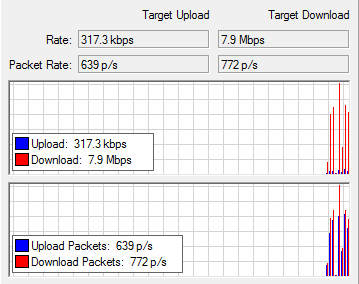 Target Upload Target Download
Rate: 317.3 kbps 7.9 Mbps
Packet Rate: 639 p/s 772 p/s
Upload: 317.3 kbps
Download: 7.9 Mbps
Upload Packets: 639 p/s
Download Packets: 772 p/s